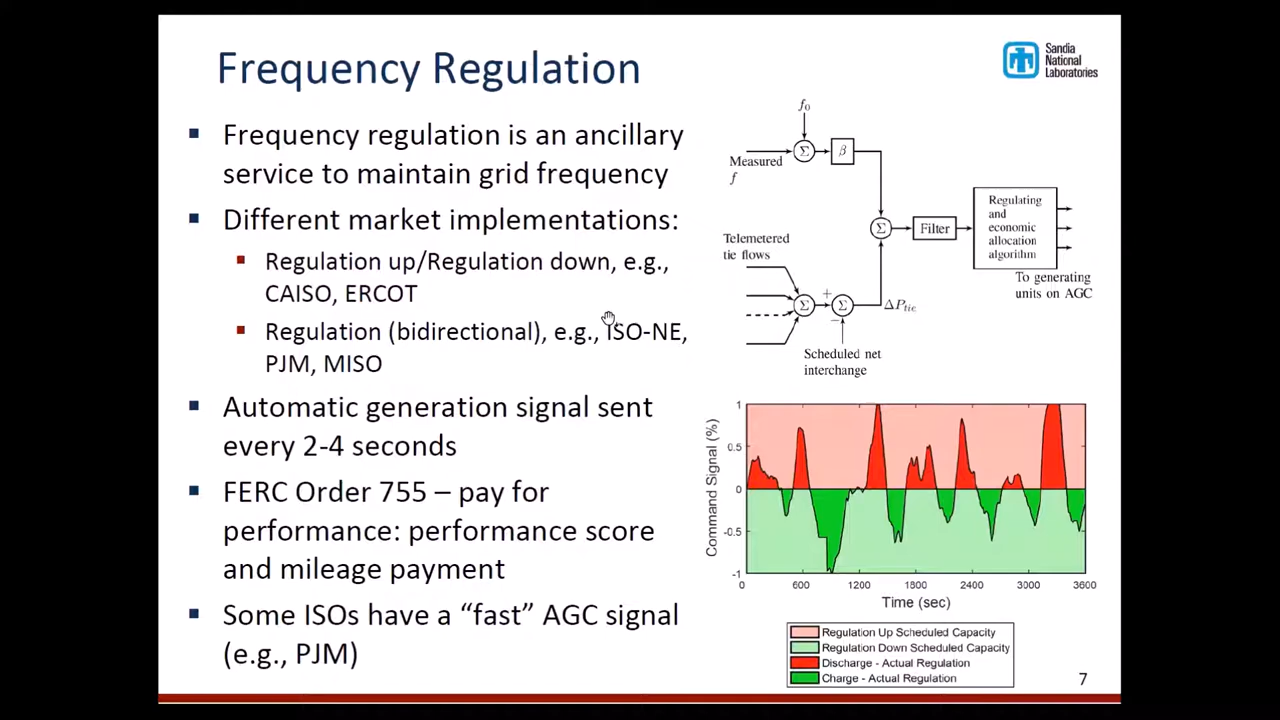 Frequency Regulation
Sandia
National
Laboratories
Frequency regulation is an ancillary
service to maintain grid frequency
Different market implementations:
Regulation up/Regulation down, e.g.,
CAISO, ERCOT
Regulation (bidirectional), e.g., ISO-NE,
PJM, MISO
Automatic generation signal sent
every 2-4 seconds
FERC Order 755 – pay for
performance: performance score
and mileage payment
Some ISOs have a “fast” AGC signal
(e.g., PJM)
f₀
Σ
β
Measured
f
Σ
Filter
Regulating
and
economic
allocation
algorithm
To generating
units on AGC
Telemetered
tie flows
Σ
+
Σ
−
ΔPtie
Scheduled net
interchange
Command Signal (%)
1
0.5
0
-0.5
-1
0
600
1200
1800
2400
3000
3600
Time (sec)
Regulation Up Scheduled Capacity
Regulation Down Scheduled Capacity
Discharge - Actual Regulation
Charge - Actual Regulation
7